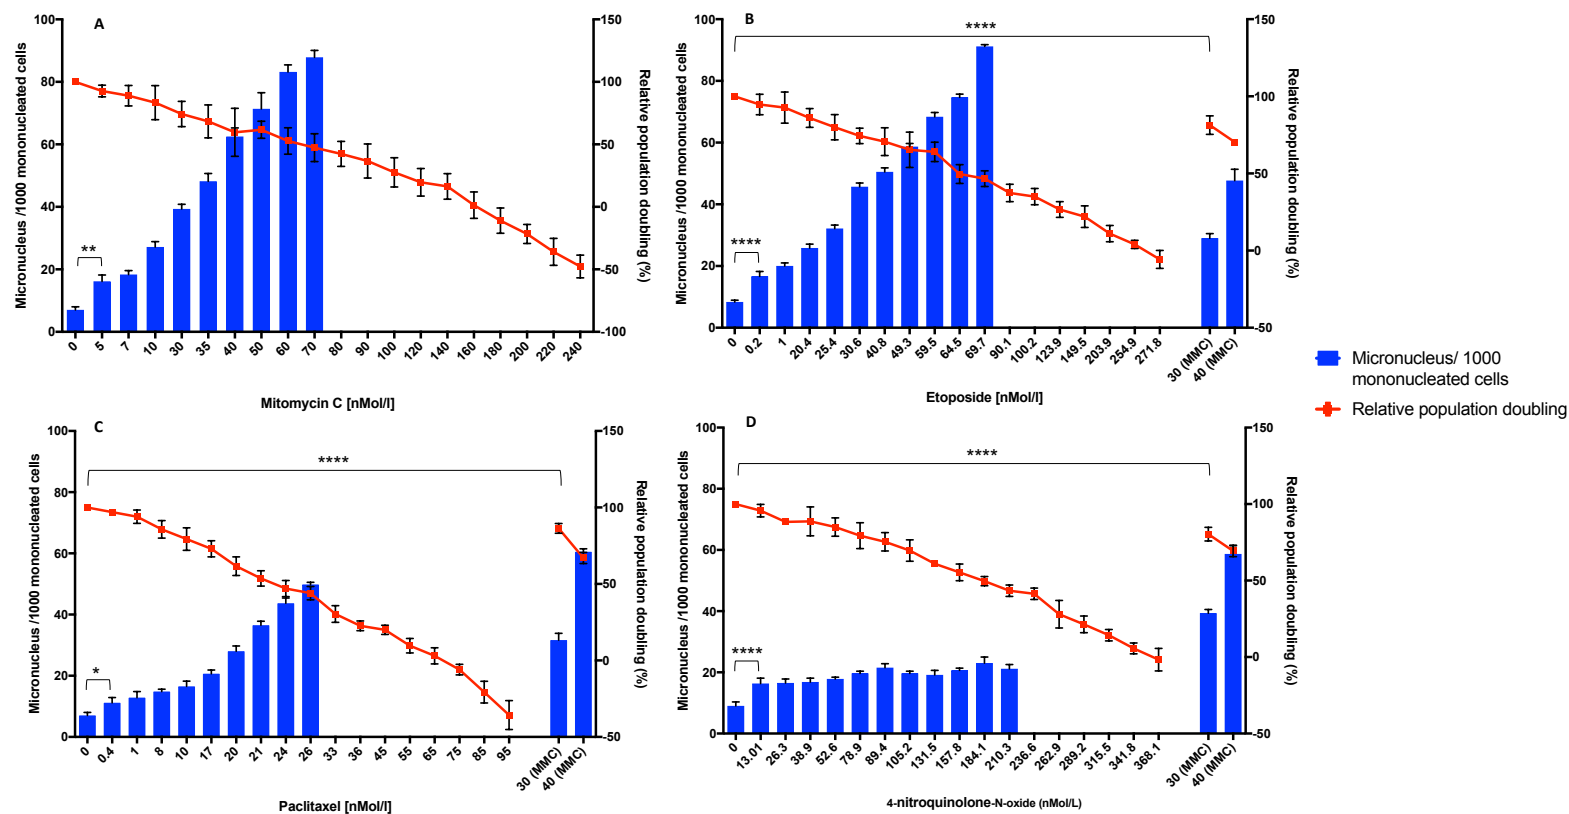 A
Micronucleus /1000 mononucleated cells
100
80
60
40
20
0
150
100
50
0
-50
-100
Relative population doubling (%)
**
0 5 7 10 30 35 40 50 60 70 80 90 100 120 140 160 180 200 220 240
Mitomycin C [nMol/l]
B
Micronucleus /1000 mononucleated cells
100
80
60
40
20
0
150
100
50
0
-50
Relative population doubling (%)
****
****
0 0.2 1 20.4 25.4 30.6 40.8 49.3 59.5 64.5 69.7 90.1 100.2 123.9 149.5 203.9 254.9 271.8 30 (MMC) 40 (MMC)
Etoposide [nMol/l]
Micronucleus/ 1000
mononucleated cells
Relative population doubling
C
Micronucleus /1000 mononucleated cells
100
80
60
40
20
0
150
100
50
0
-50
Relative population doubling (%)
****
*
0 0.4 1 8 10 17 20 21 24 26 33 36 45 55 65 75 85 95 30 (MMC) 40 (MMC)
Paclitaxel [nMol/l]
D
Micronucleus /1000 mononucleated cells
100
80
60
40
20
0
150
100
50
0
-50
Relative population doubling (%)
****
****
0 13.01 26.3 38.9 52.6 78.9 89.4 105.2 131.5 157.8 184.1 210.3 236.6 262.9 289.2 315.5 341.8 368.1 30 (MMC) 40 (MMC)
4-nitroquinolone-N-oxide (nMol/L)